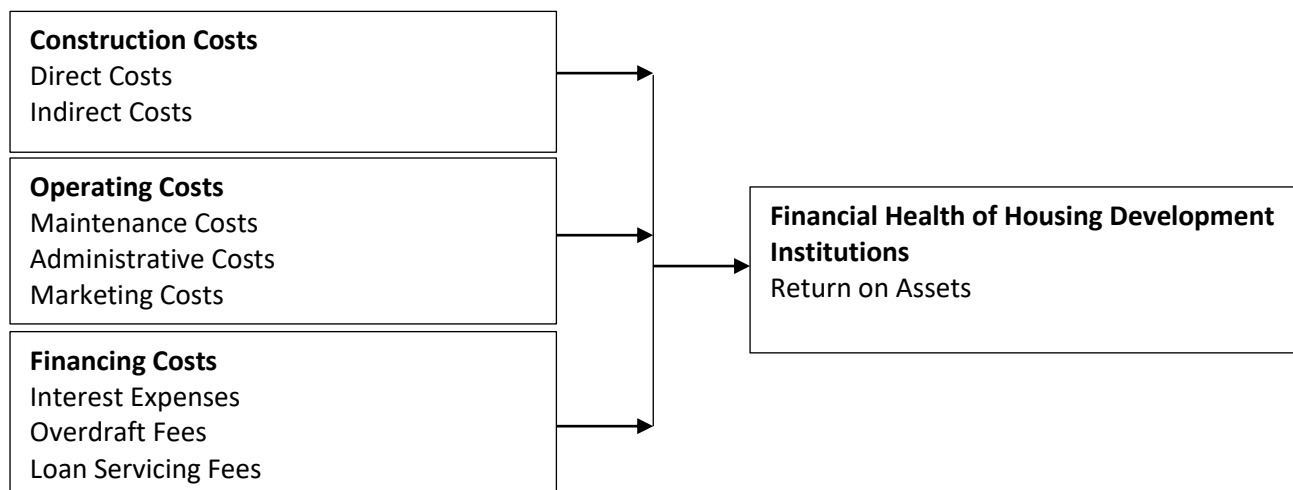 Construction Costs
Direct Costs
Indirect Costs
Operating Costs
Maintenance Costs
Administrative Costs
Marketing Costs
Financial Health of Housing Development
Institutions
Return on Assets
Financing Costs
Interest Expenses
Overdraft Fees
Loan Servicing Fees